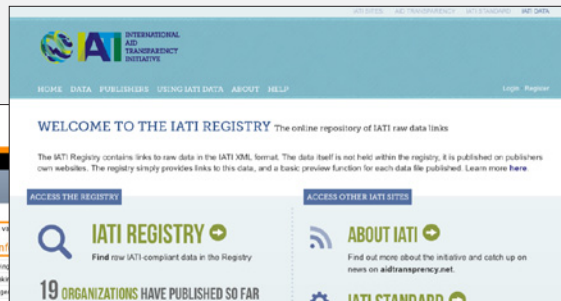 IATI SITES AID TRANSPARENCY IATI STANDARD IATI DATA
IATI
INTERNATIONAL
AID
TRANSPARENCY
INITIATIVE
HOME DATA PUBLISHERS USING IATI DATA ABOUT HELP
Login Register
WELCOME TO THE IATI REGISTRY The online repository of IATI raw data links
The IATI Registry contains links to raw data in the IATI XML format. The data itself is not held within the registry, it is published on publishers
own websites. The registry simply provides links to this data, and a basic preview function for each data file published. Learn more here.
ACCESS THE REGISTRY
IATI REGISTRY
Find raw IATI-compliant data in the Registry
19 ORGANIZATIONS HAVE PUBLISHED SO FAR
ACCESS OTHER IATI SITES
ABOUT IATI
Find out more about the initiative and catch up on
news on aidtransprency.net.
IATI STANDARD